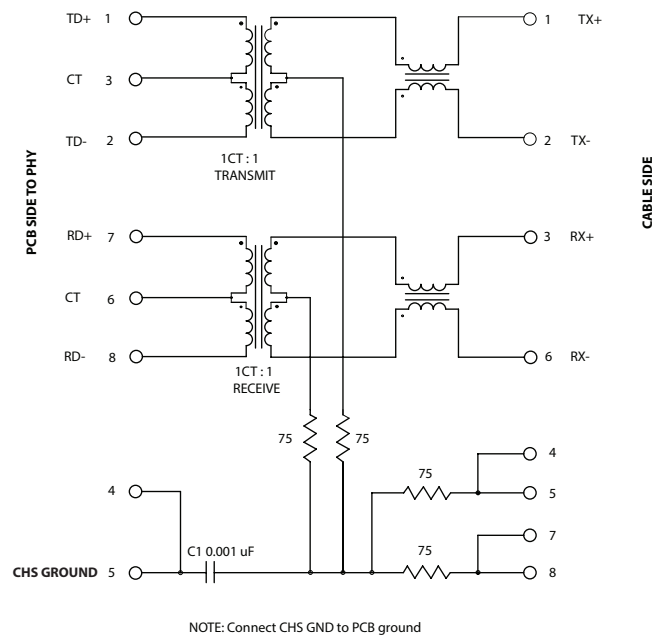 TD+ 1
1 TX+
CT 3
TD- 2
2 TX-
1CT : 1
TRANSMIT
PCB SIDE TO PHY
CABLE SIDE
RD+ 7
3 RX+
CT 6
RD- 8
6 RX-
1CT : 1
RECEIVE
75
75
4
75
5
4
7
C1 0.001 uF
75
CHS GROUND 5
8
NOTE: Connect CHS GND to PCB ground